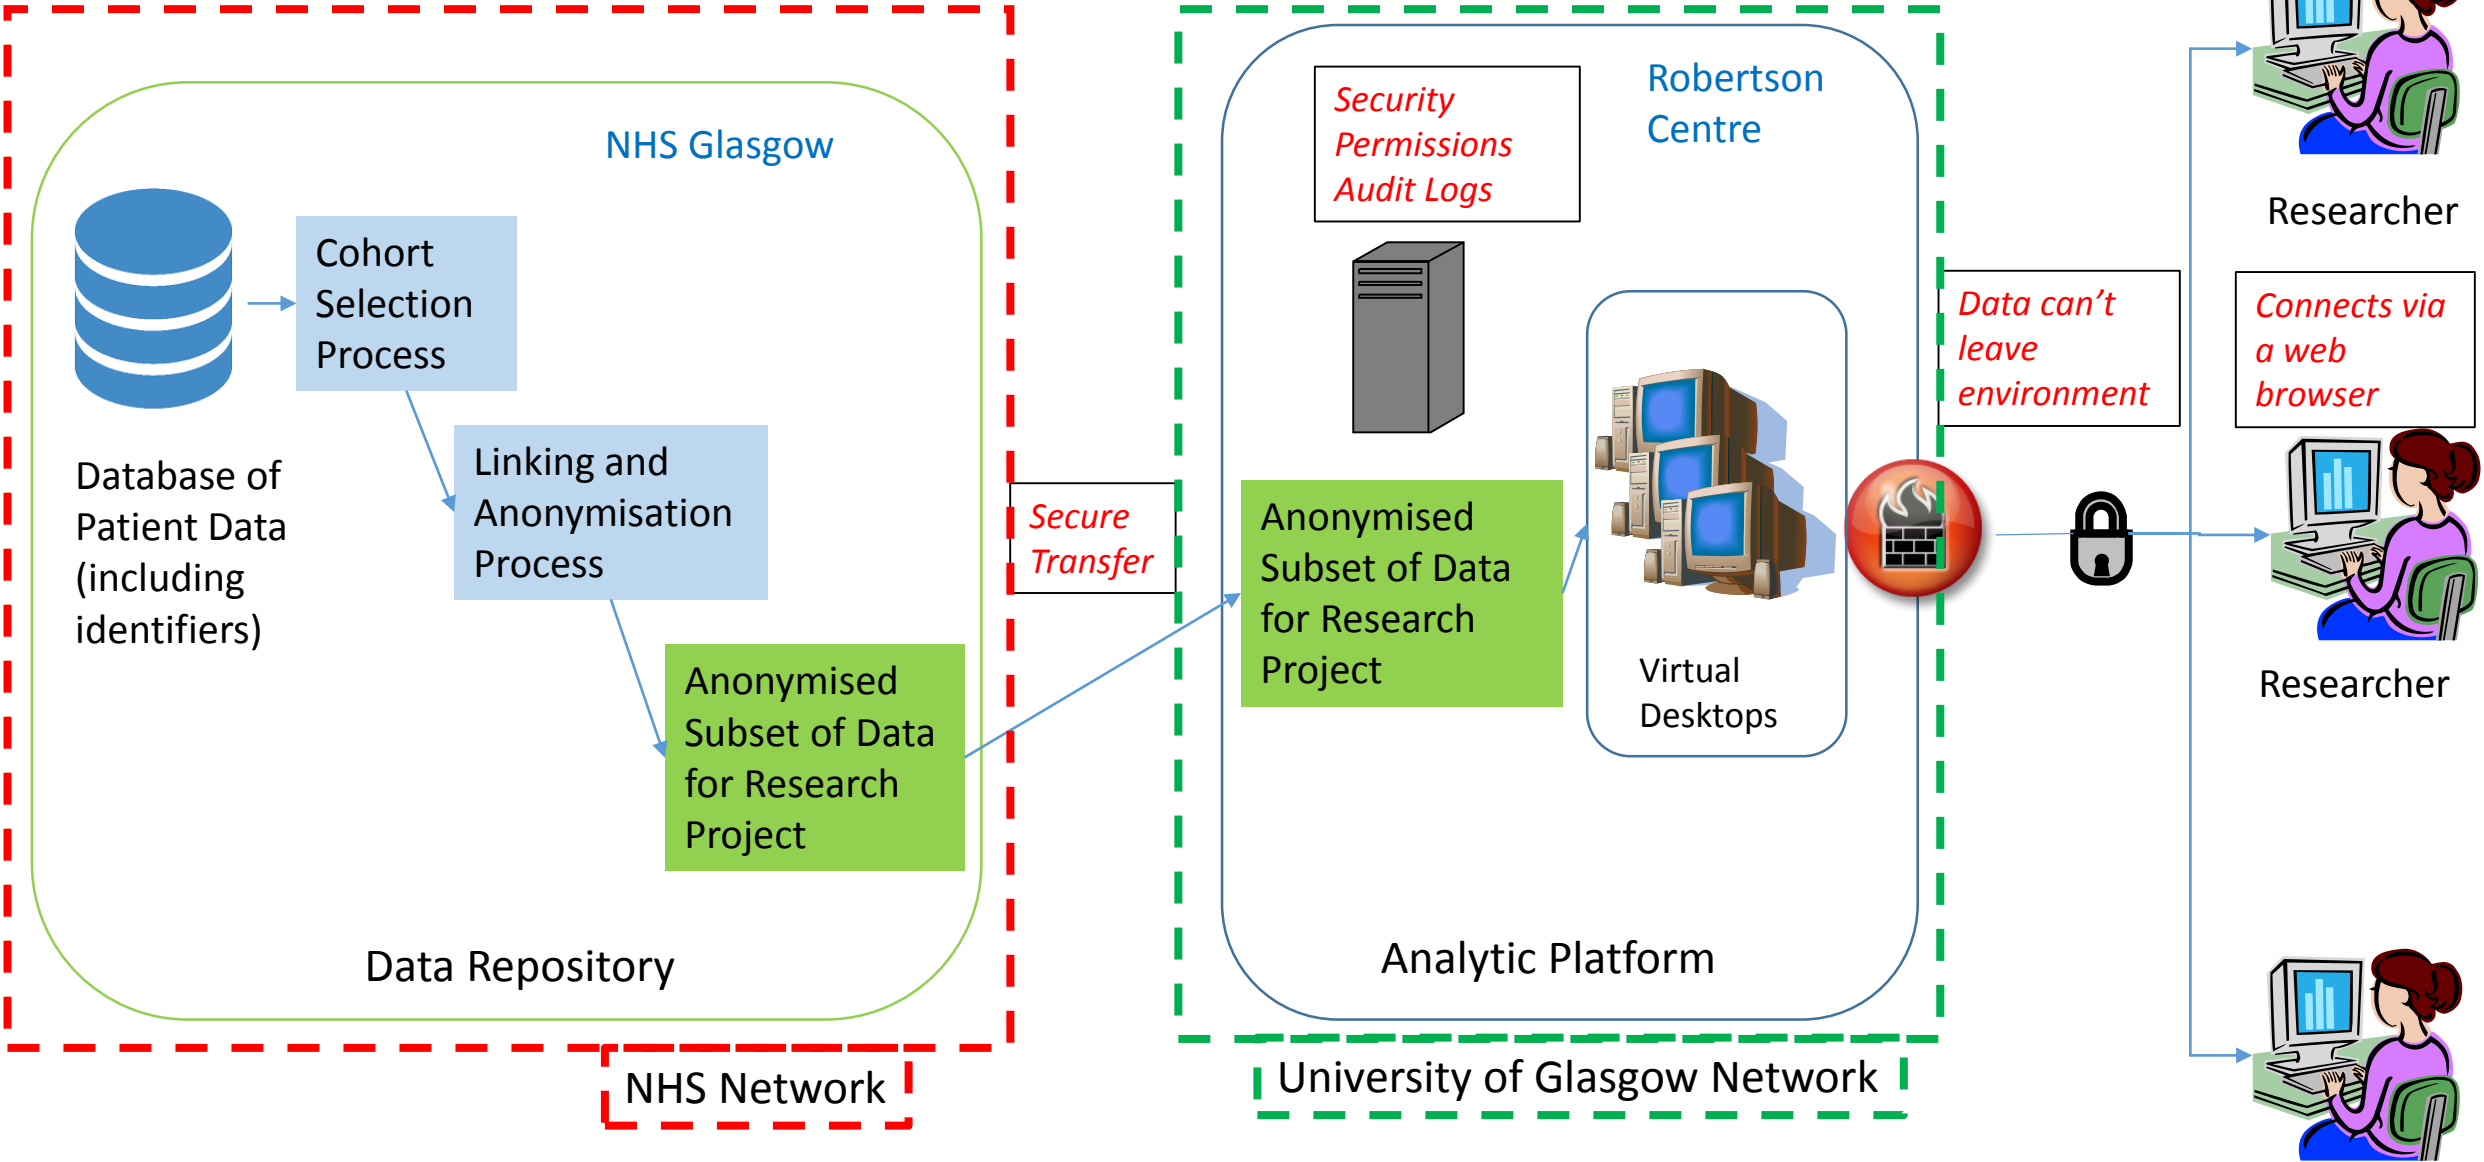 NHS Glasgow
Cohort
Selection
Process
Database of
Patient Data
(including
identifiers)
Linking and
Anonymisation
Process
Anonymised
Subset of Data
for Research
Project
Data Repository
NHS Network
Secure
Transfer
Security
Permissions
Audit Logs
Robertson
Centre
Anonymised
Subset of Data
for Research
Project
Virtual
Desktops
Analytic Platform
University of Glasgow Network
Data can’t
leave
environment
Researcher
Connects via
a web
browser
Researcher